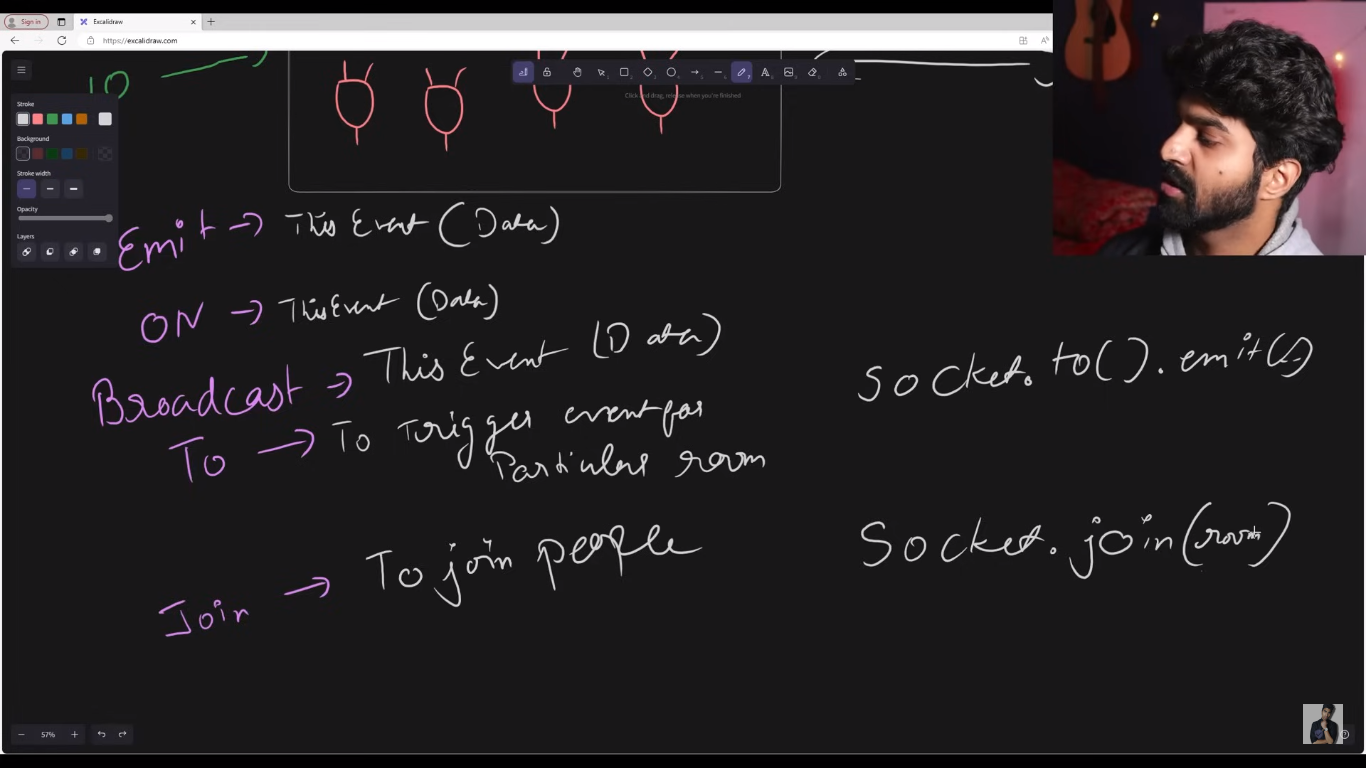 Sign in
Excalidraw
https://excalidraw.com
10
Click and drag, release when you're finished
Stroke
Background
Stroke width
Opacity
Layers
Emit → This Event (Data)
ON → This Event (Data)
Broadcast → This Event (Data)
Socket.to().emit()
To → To Trigger event for
Particular room
To join people
Socket.join(room)
Join →
57%